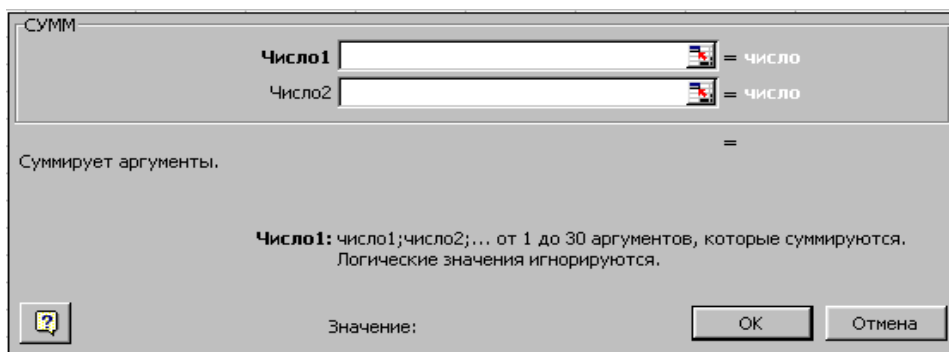 СУММ
Число1 = число
Число2 = число
=
Суммирует аргументы.
Число1: число1;число2;... от 1 до 30 аргументов, которые суммируются.
Логические значения игнорируются.
Значение: OK Отмена